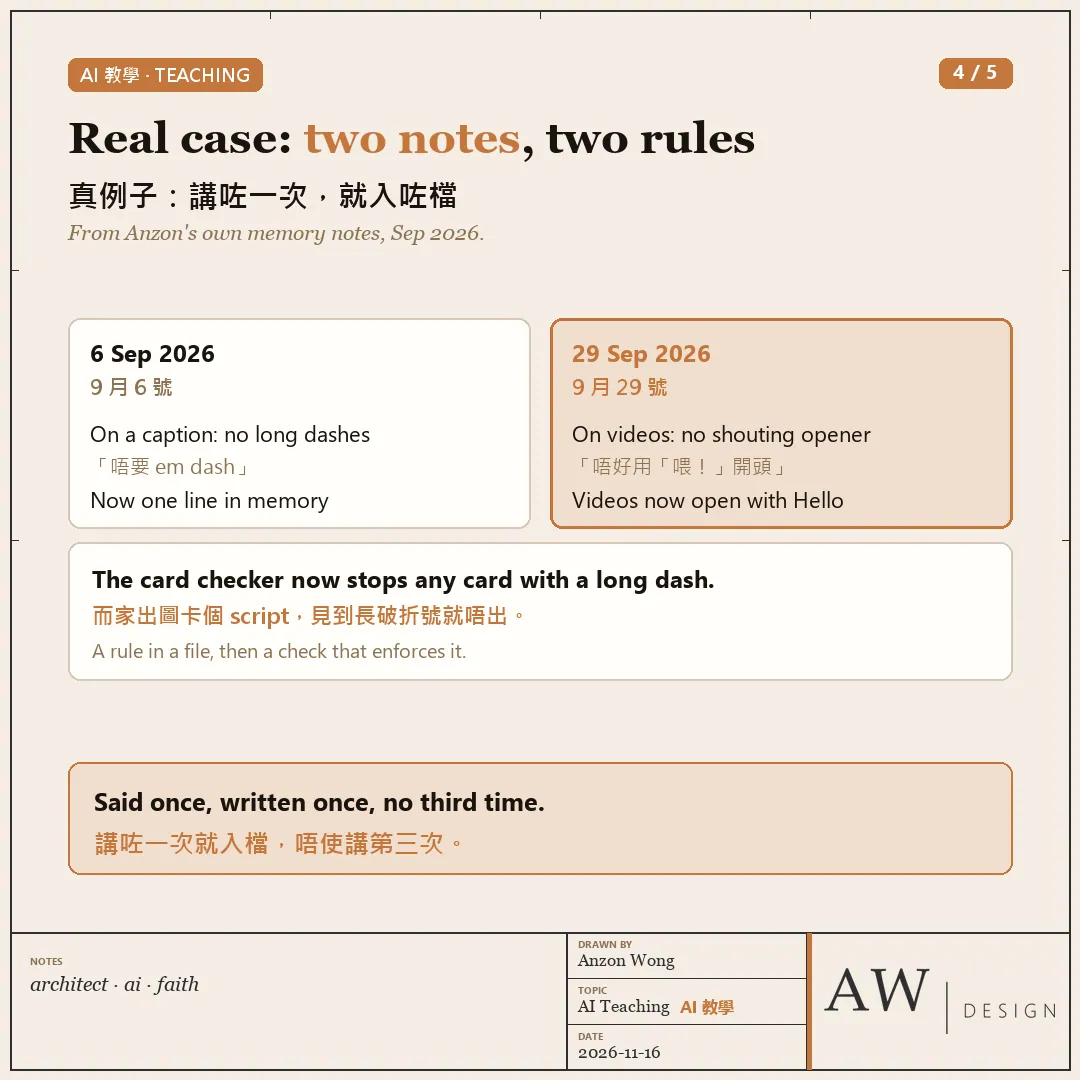 AI 教學 · TEACHING
4 / 5
Real case: two notes, two rules
真例子：講咗一次，就入咗檔
From Anzon's own memory notes, Sep 2026.
6 Sep 2026
9 月 6 號
On a caption: no long dashes
「唔要 em dash」
Now one line in memory
29 Sep 2026
9 月 29 號
On videos: no shouting opener
「唔好用「喂！」開頭」
Videos now open with Hello
The card checker now stops any card with a long dash.
而家出圖卡個 script，見到長破折號就唔出。
A rule in a file, then a check that enforces it.
Said once, written once, no third time.
講咗一次就入檔，唔使講第三次。
NOTES
architect · ai · faith
DRAWN BY
Anzon Wong
TOPIC
AI Teaching AI 教學
DATE
2026-11-16
AW | DESIGN